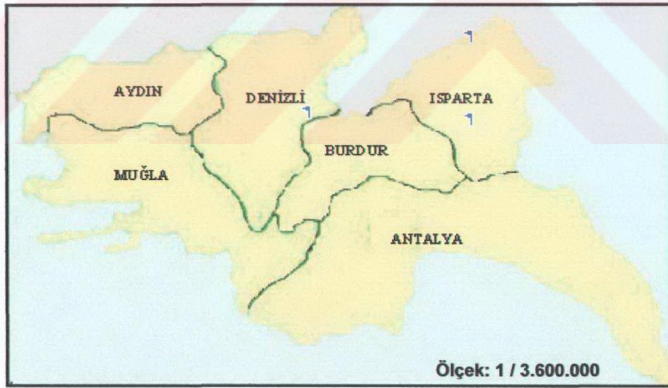 AYDIN
DENİZLİ
ISPARTA
BURDUR
MUĞLA
ANTALYA
Ölçek: 1 / 3.600.000